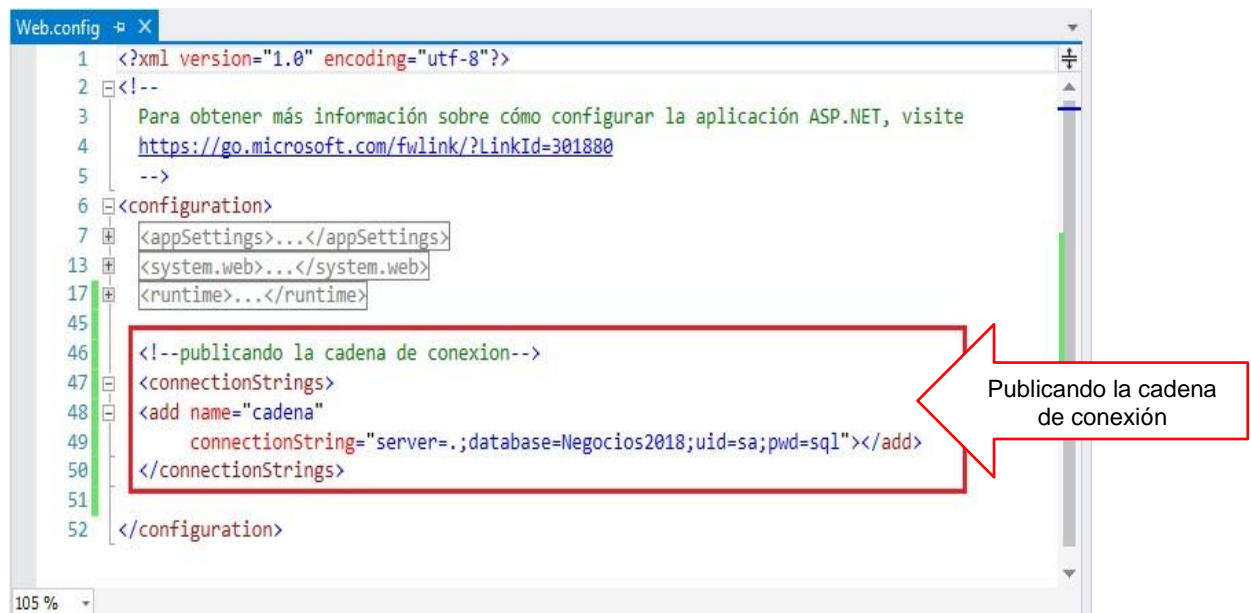 Web.config
1 <?xml version="1.0" encoding="utf-8"?>
2 <!--
3 Para obtener más información sobre cómo configurar la aplicación ASP.NET, visite
4 https://go.microsoft.com/fwlink/?LinkId=301880
5 -->
6 <configuration>
7 <appSettings>...</appSettings>
13 <system.web>...</system.web>
17 <runtime>...</runtime>
45
46 <!--publicando la cadena de conexion-->
47 <connectionStrings>
48 <add name="cadena"
49 connectionString="server=.;database=Negocios2018;uid=sa;pwd=sql"></add>
50 </connectionStrings>
51
52 </configuration>
Publicando la cadena
de conexión
105 %